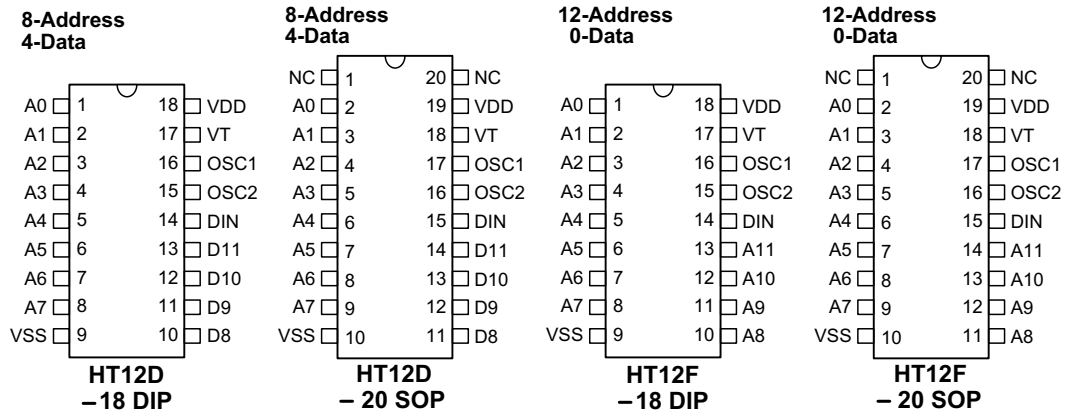 8-Address
4-Data
A0 1 18 VDD
A1 2 17 VT
A2 3 16 OSC1
A3 4 15 OSC2
A4 5 14 DIN
A5 6 13 D11
A6 7 12 D10
A7 8 11 D9
VSS 9 10 D8
HT12D
–18 DIP
8-Address
4-Data
NC 1 20 NC
A0 2 19 VDD
A1 3 18 VT
A2 4 17 OSC1
A3 5 16 OSC2
A4 6 15 DIN
A5 7 14 D11
A6 8 13 D10
A7 9 12 D9
VSS 10 11 D8
HT12D
– 20 SOP
12-Address
0-Data
A0 1 18 VDD
A1 2 17 VT
A2 3 16 OSC1
A3 4 15 OSC2
A4 5 14 DIN
A5 6 13 A11
A6 7 12 A10
A7 8 11 A9
VSS 9 10 A8
HT12F
–18 DIP
12-Address
0-Data
NC 1 20 NC
A0 2 19 VDD
A1 3 18 VT
A2 4 17 OSC1
A3 5 16 OSC2
A4 6 15 DIN
A5 7 14 A11
A6 8 13 A10
A7 9 12 A9
VSS 10 11 A8
HT12F
– 20 SOP